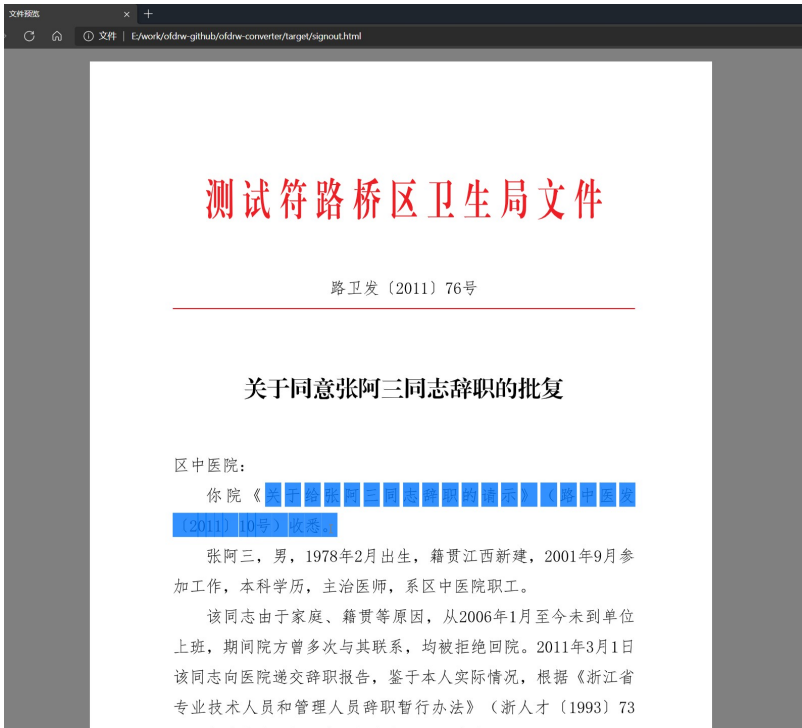 文件预览
文件 | E:/work/ofdrw-github/ofdrw-converter/target/signout.html
测试符路桥区卫生局文件
路卫发〔2011〕76号
关于同意张阿三同志辞职的批复
区中医院：
你院《关于给张阿三同志辞职的请示》（路中医发
〔2011〕10号）收悉。
张阿三，男，1978年2月出生，籍贯江西新建，2001年9月参
加工作，本科学历，主治医师，系区中医院职工。
该同志由于家庭、籍贯等原因，从2006年1月至今未到单位
上班，期间院方曾多次与其联系，均被拒绝回院。2011年3月1日
该同志向医院递交辞职报告，鉴于本人实际情况，根据《浙江省
专业技术人员和管理人员辞职暂行办法》（浙人才〔1993〕73